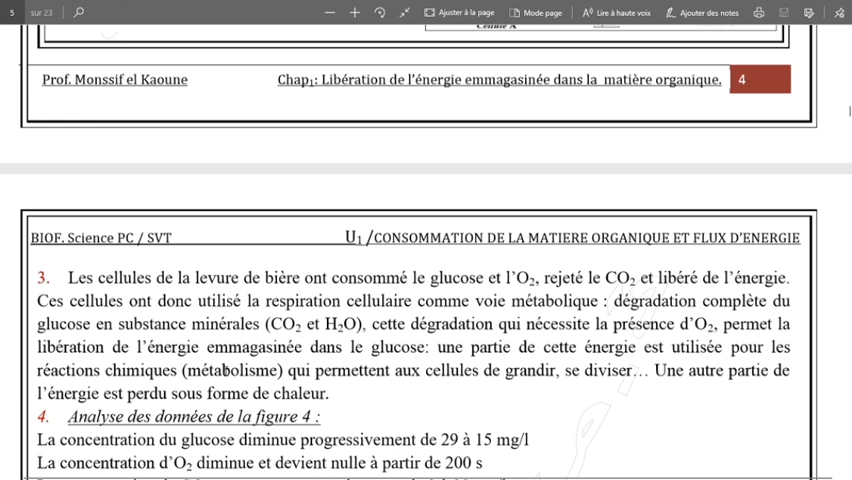 5 sur 23 Ajuster à la page Mode page Lire à haute voix Ajouter des notes
Cellule A
Prof. Monssif el Kaoune Chap1: Libération de l'énergie emmagasinée dans la matière organique. 4
BIOF. Science PC / SVT U1 /CONSOMMATION DE LA MATIERE ORGANIQUE ET FLUX D'ENERGIE
3. Les cellules de la levure de bière ont consommé le glucose et l'O2, rejeté le CO2 et libéré de l'énergie.
Ces cellules ont donc utilisé la respiration cellulaire comme voie métabolique : dégradation complète du
glucose en substance minérales (CO2 et H2O), cette dégradation qui nécessite la présence d'O2, permet la
libération de l'énergie emmagasinée dans le glucose: une partie de cette énergie est utilisée pour les
réactions chimiques (métabolisme) qui permettent aux cellules de grandir, se diviser… Une autre partie de
l'énergie est perdu sous forme de chaleur.
4. Analyse des données de la figure 4 :
La concentration du glucose diminue progressivement de 29 à 15 mg/l
La concentration d'O2 diminue et devient nulle à partir de 200 s